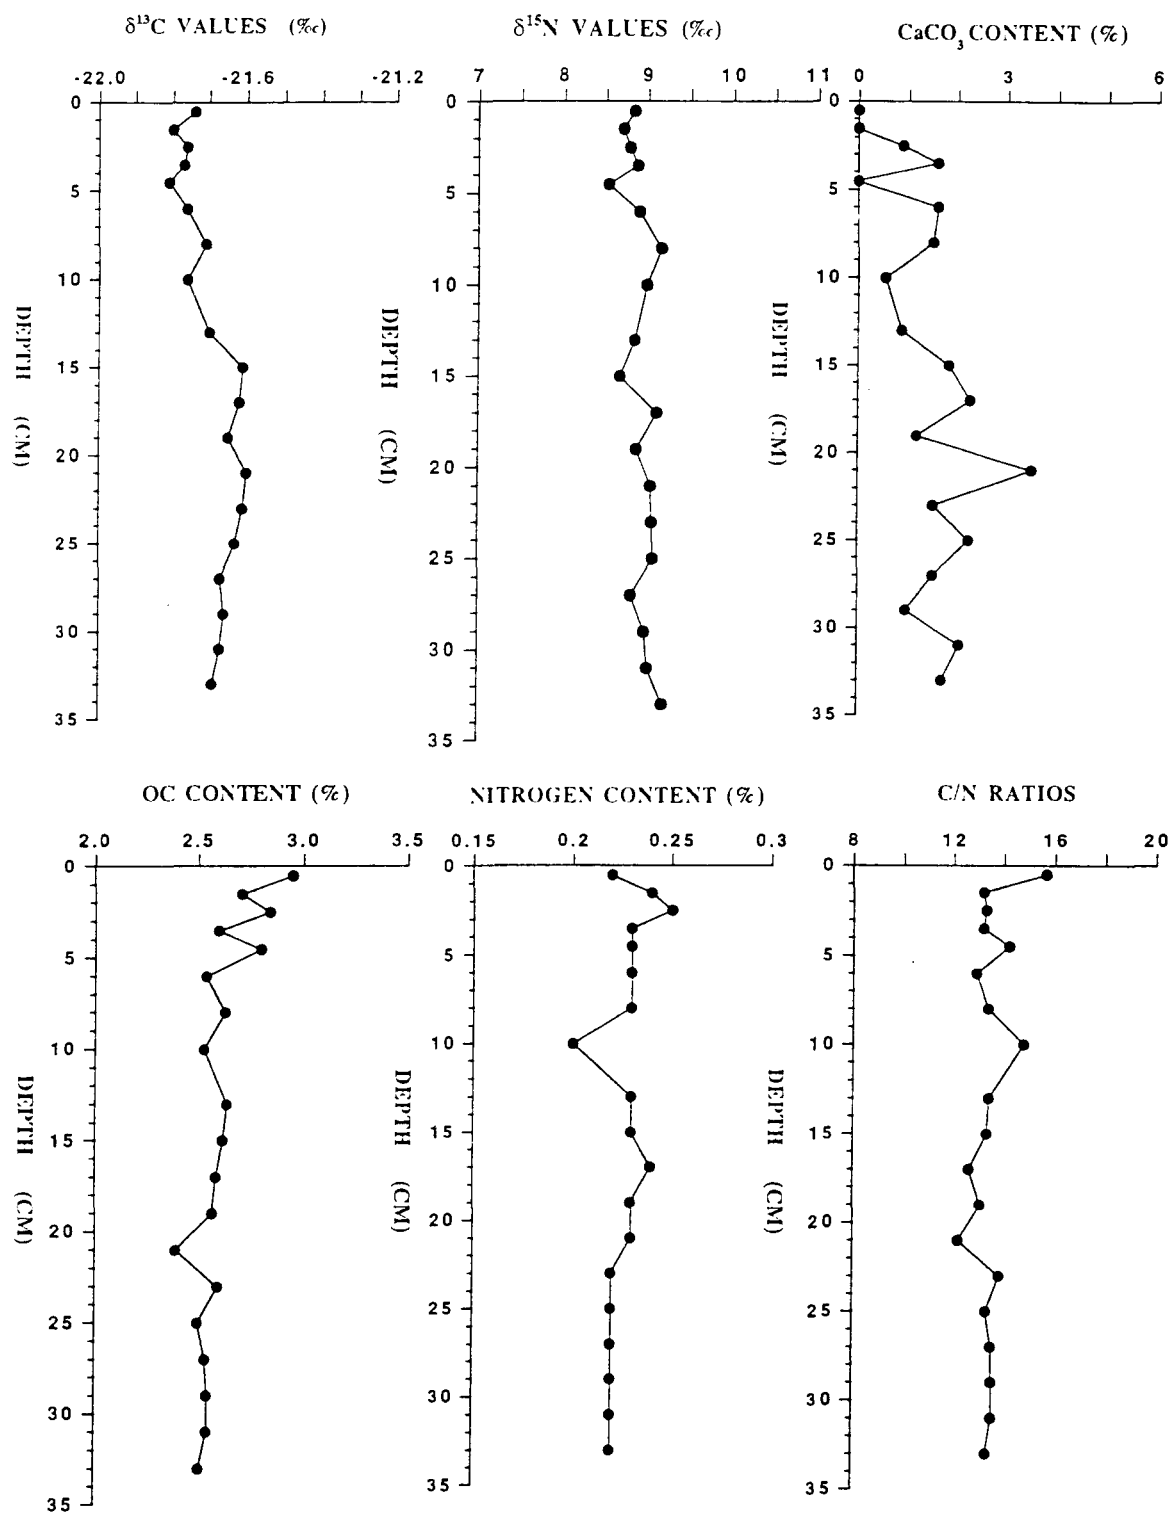 δ¹³C VALUES (‰)
-22.0 -21.6 -21.2
0
5
10
15
20
25
30
35
DEPTH (CM)
δ¹⁵N VALUES (‰)
7 8 9 10 11
0
5
10
15
20
25
30
35
DEPTH (CM)
CaCO₃ CONTENT (%)
0 3 6
0
5
10
15
20
25
30
35
DEPTH (CM)
OC CONTENT (%)
2.0 2.5 3.0 3.5
0
5
10
15
20
25
30
35
DEPTH (CM)
NITROGEN CONTENT (%)
0.15 0.2 0.25 0.3
0
5
10
15
20
25
30
35
DEPTH (CM)
C/N RATIOS
8 12 16 20
0
5
10
15
20
25
30
35
DEPTH (CM)